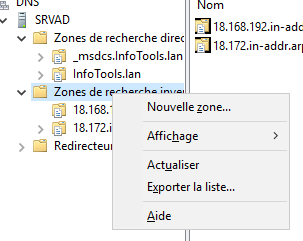 DNS
SRVAD
Zones de recherche direc
_msdcs.InfoTools.lan
InfoTools.lan
Zones de recherche inver
18.168.1
18.172.i
Redirecteur
Nom
18.168.192.in-adc
18.172.in-addr.arp
Nouvelle zone...
Affichage
Actualiser
Exporter la liste...
Aide